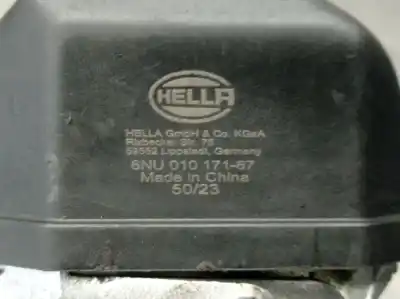 HELLA
HELLA GmbH & Co. KGaA
Rixbecker Str. 75
59552 Lippstadt, Germany
6NU 010 171-67
Made in China
50/23